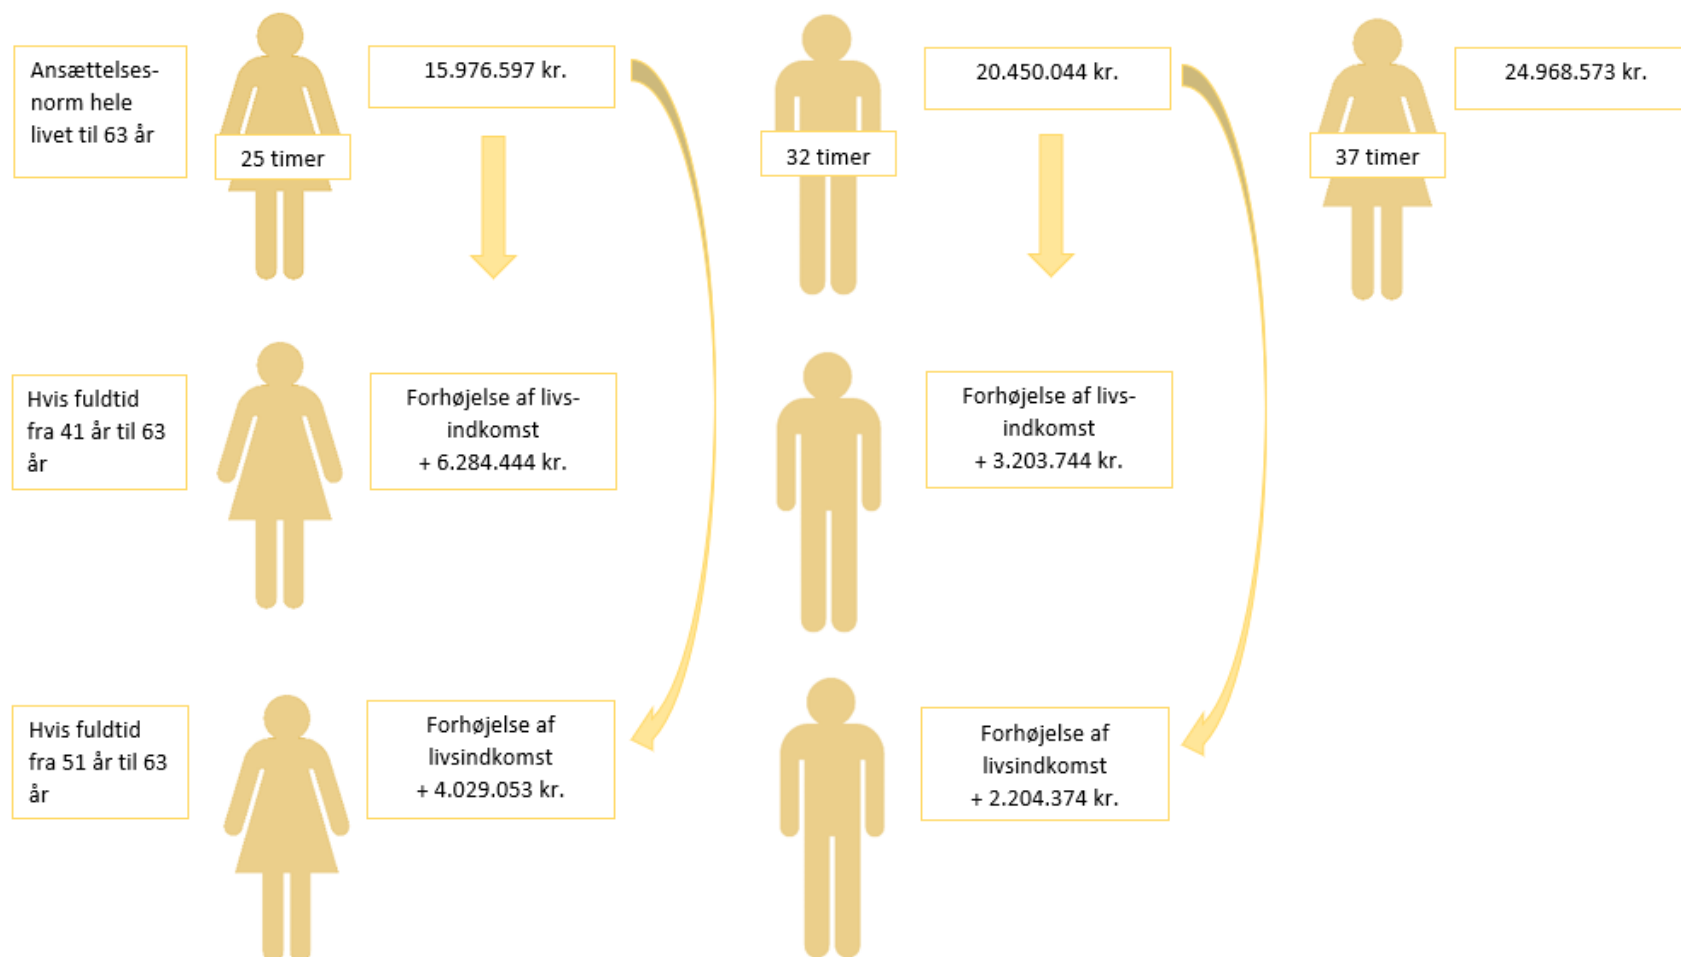 Ansættelses-
norm hele
livet til 63 år
25 timer
15.976.597 kr.
32 timer
20.450.044 kr.
37 timer
24.968.573 kr.
Hvis fuldtid
fra 41 år til 63
år
Forhøjelse af livs-
indkomst
+ 6.284.444 kr.
Forhøjelse af livs-
indkomst
+ 3.203.744 kr.
Hvis fuldtid
fra 51 år til 63
år
Forhøjelse af
livsindkomst
+ 4.029.053 kr.
Forhøjelse af
livsindkomst
+ 2.204.374 kr.